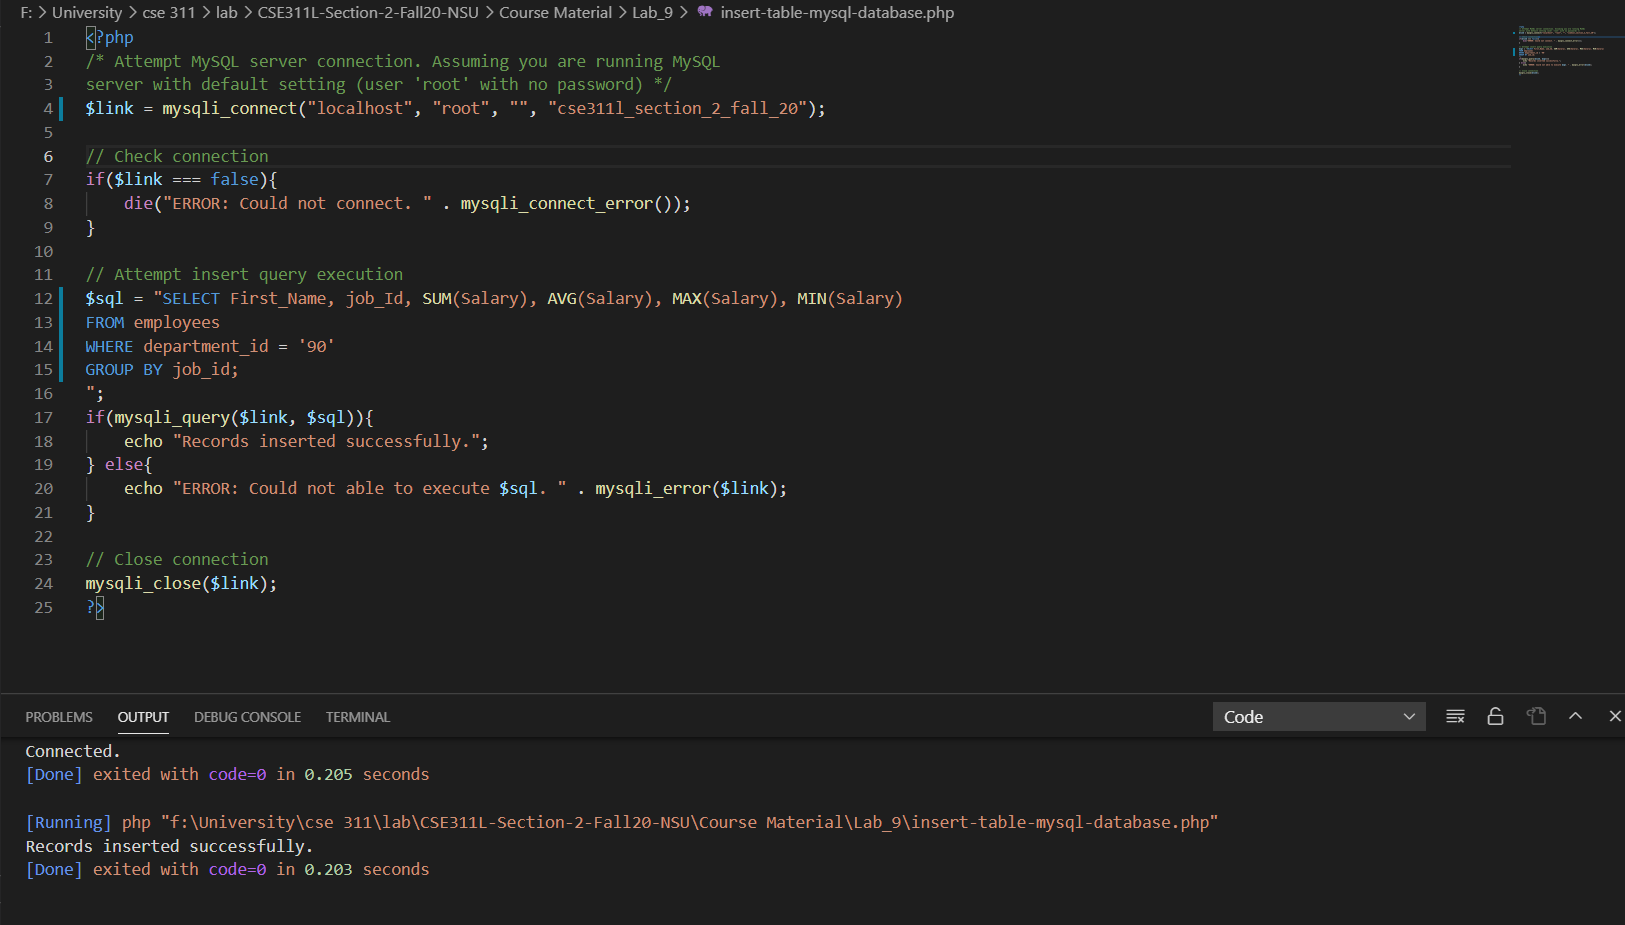 F: > University > cse 311 > lab > CSE311L-Section-2-Fall20-NSU > Course Material > Lab_9 > insert-table-mysql-database.php
1 <?php
2 /* Attempt MySQL server connection. Assuming you are running MySQL
3 server with default setting (user 'root' with no password) */
4 $link = mysqli_connect("localhost", "root", "", "cse311l_section_2_fall_20");
5
6 // Check connection
7 if($link === false){
8     die("ERROR: Could not connect. " . mysqli_connect_error());
9 }
10
11 // Attempt insert query execution
12 $sql = "SELECT First_Name, job_Id, SUM(Salary), AVG(Salary), MAX(Salary), MIN(Salary)
13 FROM employees
14 WHERE department_id = '90'
15 GROUP BY job_id;
16 ";
17 if(mysqli_query($link, $sql)){
18     echo "Records inserted successfully.";
19 } else{
20     echo "ERROR: Could not able to execute $sql. " . mysqli_error($link);
21 }
22
23 // Close connection
24 mysqli_close($link);
25 ?>
PROBLEMS OUTPUT DEBUG CONSOLE TERMINAL Code
Connected.
[Done] exited with code=0 in 0.205 seconds
[Running] php "f:\University\cse 311\lab\CSE311L-Section-2-Fall20-NSU\Course Material\Lab_9\insert-table-mysql-database.php"
Records inserted successfully.
[Done] exited with code=0 in 0.203 seconds